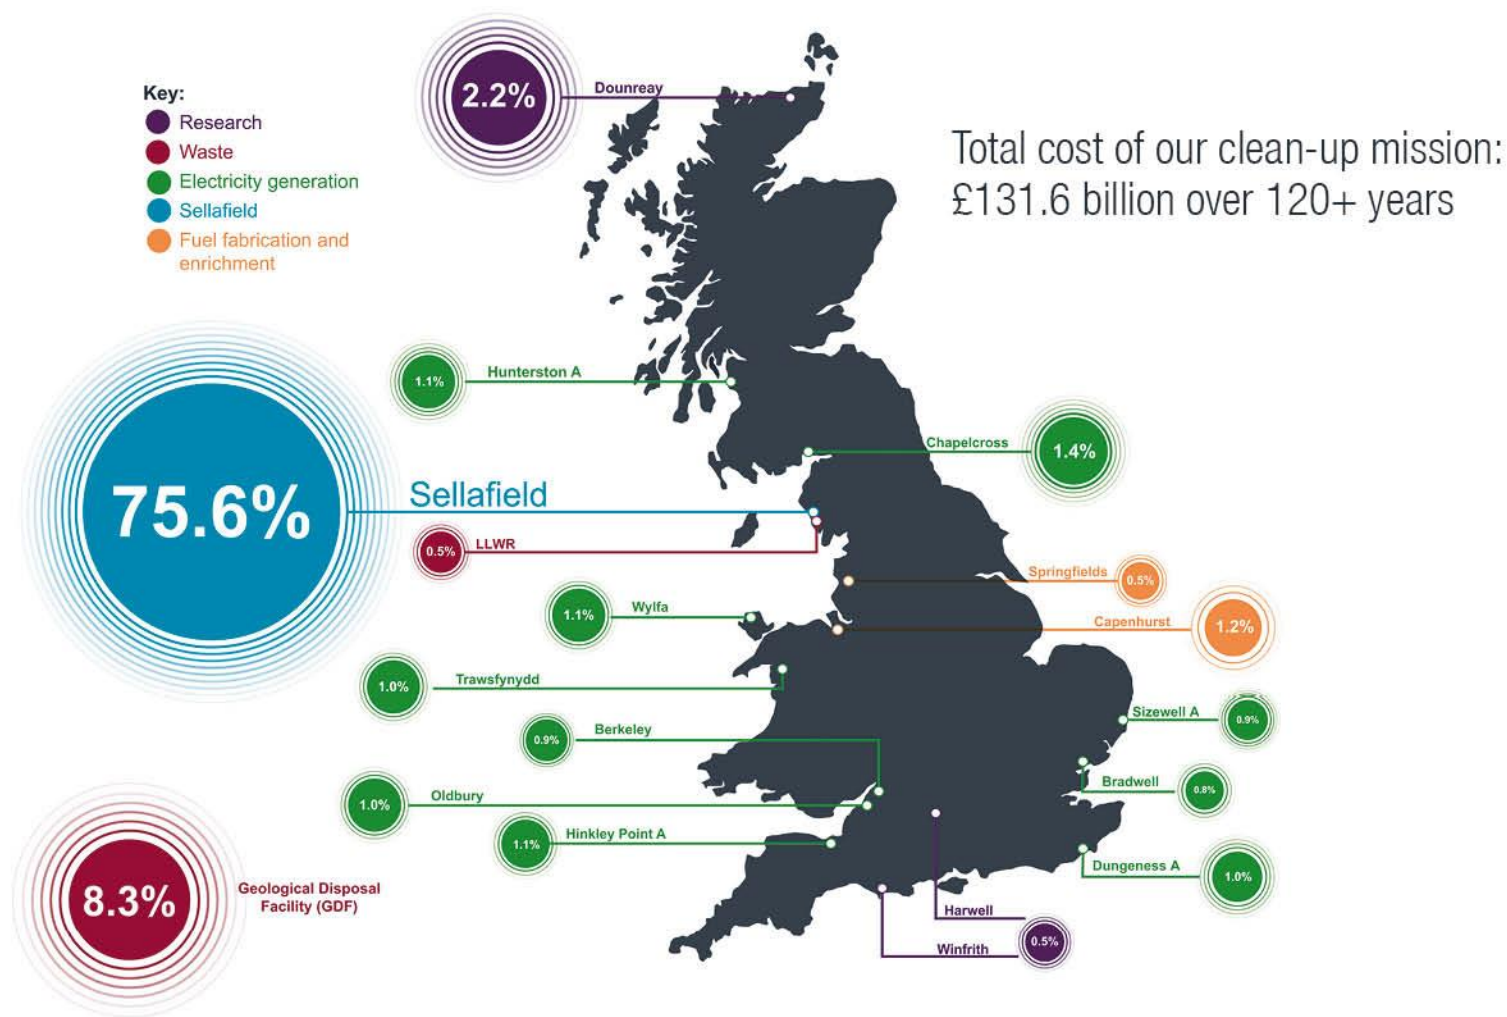 2.2%
Dounreay
Key:
Research
Waste
Electricity generation
Sellafield
Fuel fabrication and
enrichment
Total cost of our clean-up mission:
£131.6 billion over 120+ years
1.1%
Hunterston A
Chapelcross
1.4%
75.6%
Sellafield
0.5%
LLWR
Springfields
0.5%
1.1%
Wylfa
Capenhurst
1.2%
1.0%
Trawsfynydd
Sizewell A
0.9%
0.9%
Berkeley
Bradwell
0.8%
1.0%
Oldbury
1.1%
Hinkley Point A
Dungeness A
1.0%
8.3%
Geological Disposal
Facility (GDF)
Harwell
Winfrith
0.5%